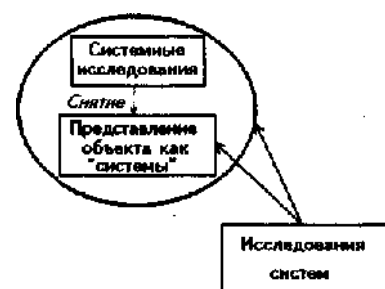 Системные
исследования
Снятие
Представление
объекта как
"системы"
Исследования
систем